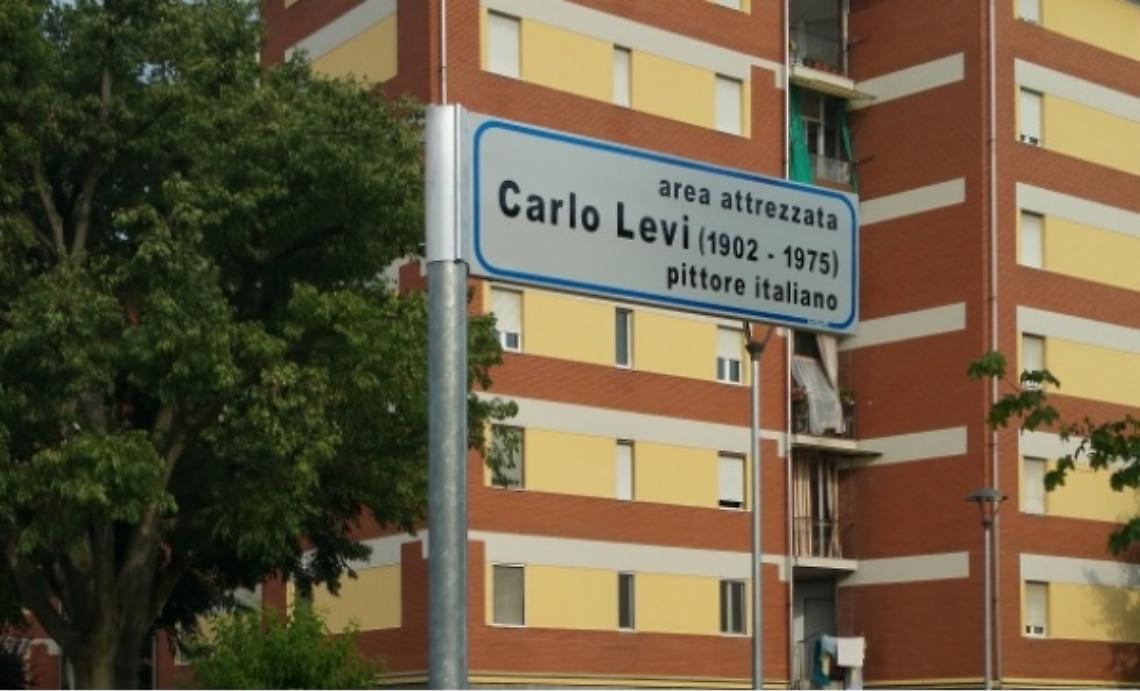 area attrezzata
Carlo Levi (1902 - 1975)
pittore italiano